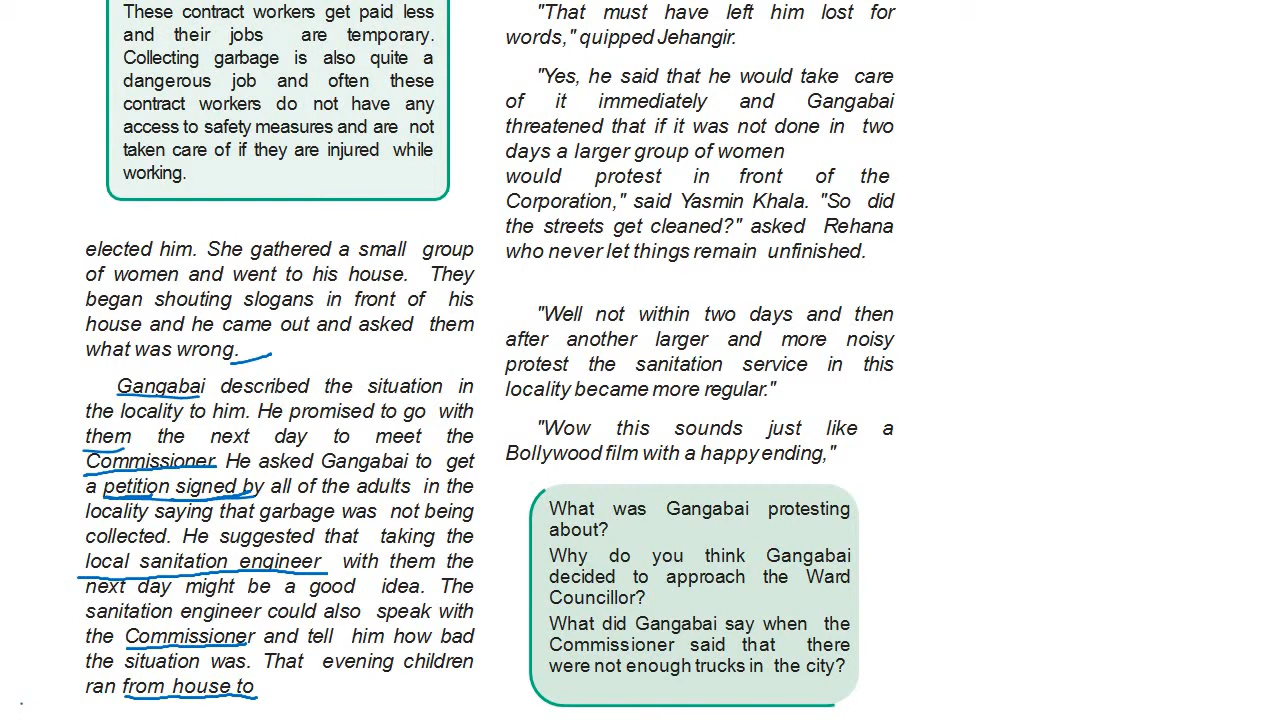 These contract workers get paid less
and their jobs are temporary.
Collecting garbage is also quite a
dangerous job and often these
contract workers do not have any
access to safety measures and are not
taken care of if they are injured while
working.
elected him. She gathered a small group
of women and went to his house. They
began shouting slogans in front of his
house and he came out and asked them
what was wrong.
Gangabai described the situation in
the locality to him. He promised to go with
them the next day to meet the
Commissioner. He asked Gangabai to get
a petition signed by all of the adults in the
locality saying that garbage was not being
collected. He suggested that taking the
local sanitation engineer with them the
next day might be a good idea. The
sanitation engineer could also speak with
the Commissioner and tell him how bad
the situation was. That evening children
ran from house to
"That must have left him lost for
words," quipped Jehangir.
"Yes, he said that he would take care
of it immediately and Gangabai
threatened that if it was not done in two
days a larger group of women
would protest in front of the
Corporation," said Yasmin Khala. "So did
the streets get cleaned?" asked Rehana
who never let things remain unfinished.
"Well not within two days and then
after another larger and more noisy
protest the sanitation service in this
locality became more regular."
"Wow this sounds just like a
Bollywood film with a happy ending,"
What was Gangabai protesting
about?
Why do you think Gangabai
decided to approach the Ward
Councillor?
What did Gangabai say when the
Commissioner said that there
were not enough trucks in the city?